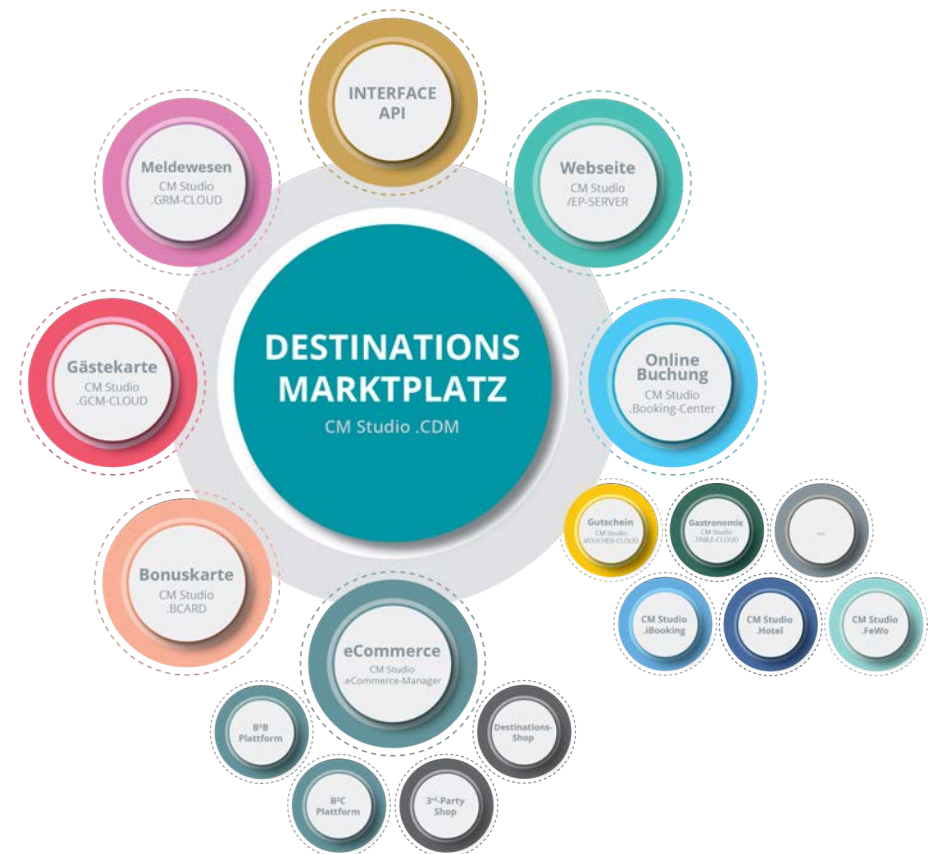 INTERFACE
API
Meldewesen
CM Studio
.GRM-CLOUD
Webseite
CM Studio
/EP-SERVER
DESTINATIONS
MARKTPLATZ
CM Studio .CDM
Gästekarte
CM Studio
.GCM-CLOUD
Online
Buchung
CM Studio
.Booking-Center
Gutschein
CM Studio
.VOUCHER-CLOUD
Gastronomie
CM Studio
.TABLE-CLOUD
...
CM Studio
.iBooking
CM Studio
.Hotel
CM Studio
.FeWo
Bonuskarte
CM Studio
.BCARD
eCommerce
CM Studio
.eCommerce-Manager
B²B
Plattform
B²C
Plattform
3rd-Party
Shop
Destinations-
Shop